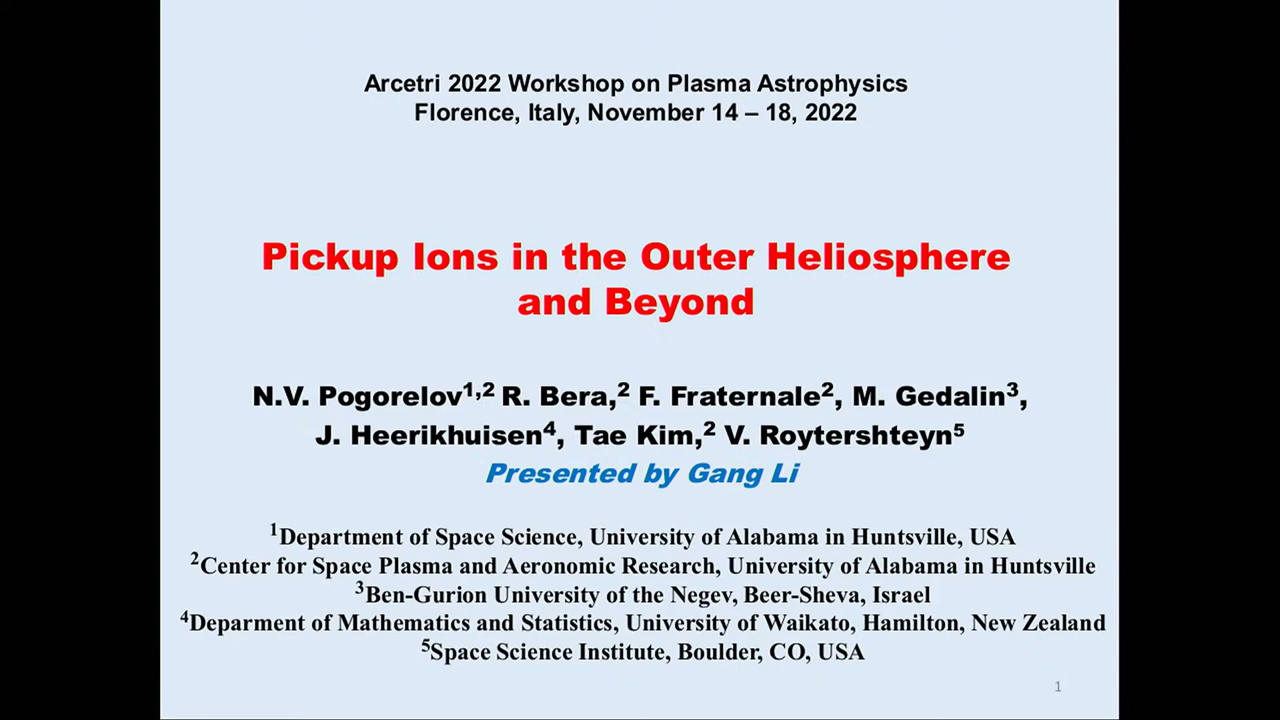 Arcetri 2022 Workshop on Plasma Astrophysics
Florence, Italy, November 14 – 18, 2022
Pickup Ions in the Outer Heliosphere
and Beyond
N.V. Pogorelov1,2 R. Bera,2 F. Fraternale2, M. Gedalin3,
J. Heerikhuisen4, Tae Kim,2 V. Roytershteyn5
Presented by Gang Li
1Department of Space Science, University of Alabama in Huntsville, USA
2Center for Space Plasma and Aeronomic Research, University of Alabama in Huntsville
3Ben-Gurion University of the Negev, Beer-Sheva, Israel
4Deparment of Mathematics and Statistics, University of Waikato, Hamilton, New Zealand
5Space Science Institute, Boulder, CO, USA
1